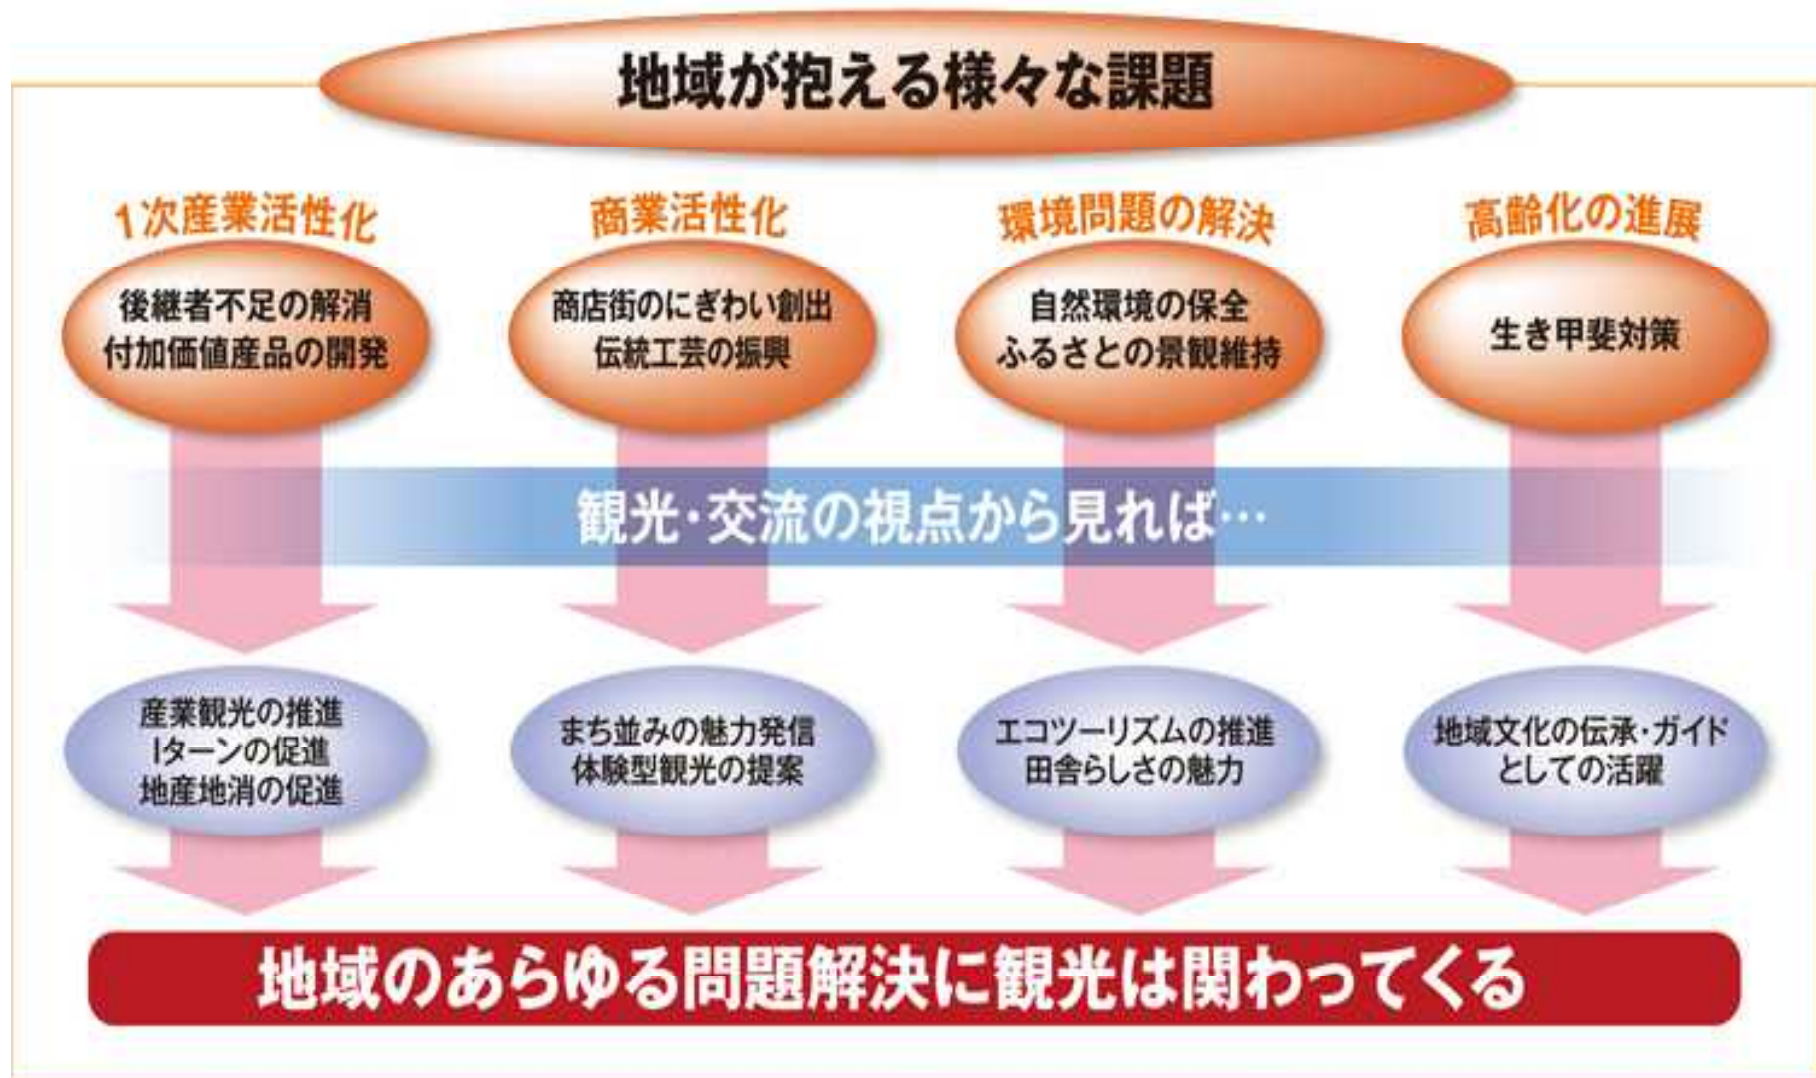 地域が抱える様々な課題
1次産業活性化
後継者不足の解消
付加価値産品の開発
商業活性化
商店街のにぎわい創出
伝統工芸の振興
環境問題の解決
自然環境の保全
ふるさとの景観維持
高齢化の進展
生き甲斐対策
観光・交流の視点から見れば…
産業観光の推進
Iターンの促進
地産地消の促進
まち並みの魅力発信
体験型観光の提案
エコツーリズムの推進
田舎らしさの魅力
地域文化の伝承・ガイド
としての活躍
地域のあらゆる問題解決に観光は関わってくる